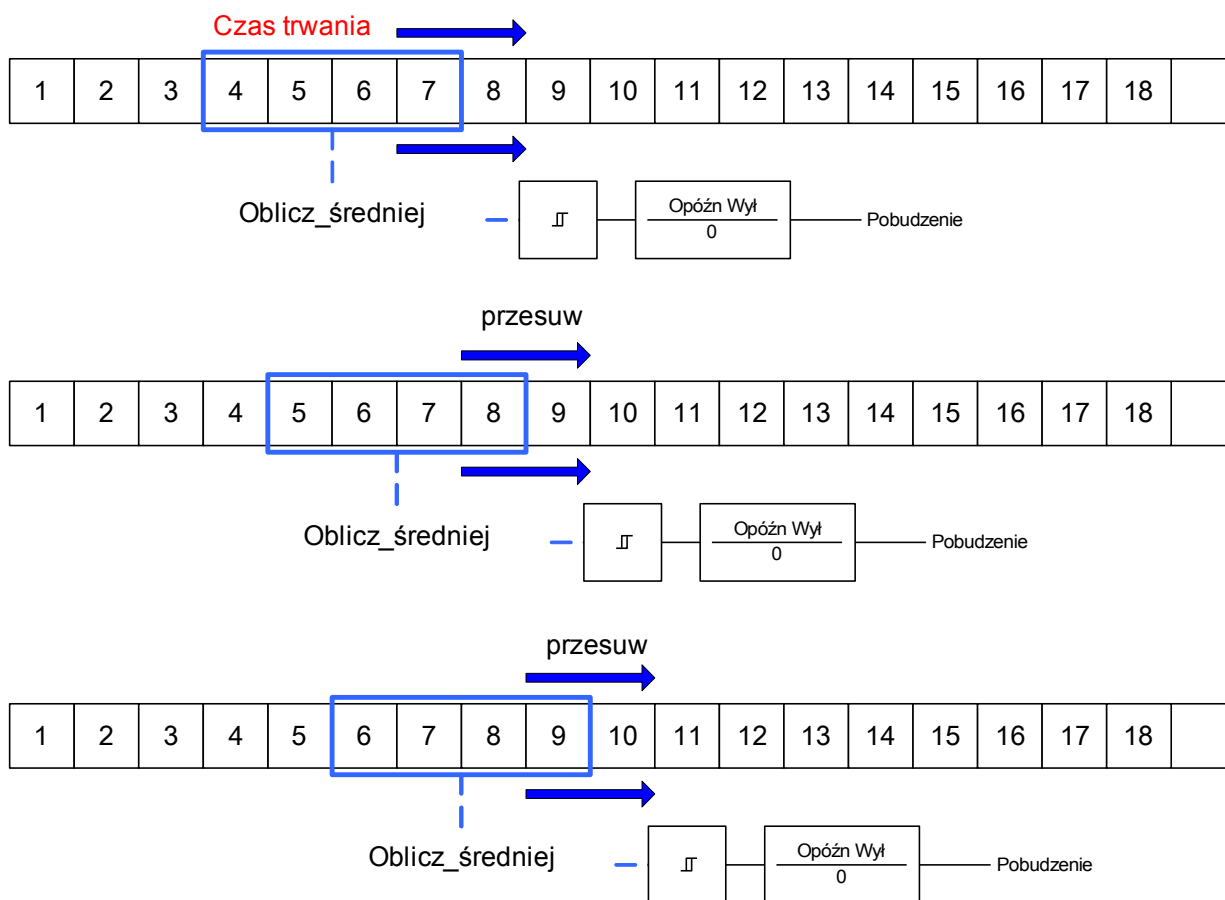 Czas trwania
1 2 3 4 5 6 7 8 9 10 11 12 13 14 15 16 17 18
Oblicz_średniej
Opóźn Wył
0
Pobudzenie
przesuw
1 2 3 4 5 6 7 8 9 10 11 12 13 14 15 16 17 18
Oblicz_średniej
Opóźn Wył
0
Pobudzenie
przesuw
1 2 3 4 5 6 7 8 9 10 11 12 13 14 15 16 17 18
Oblicz_średniej
Opóźn Wył
0
Pobudzenie